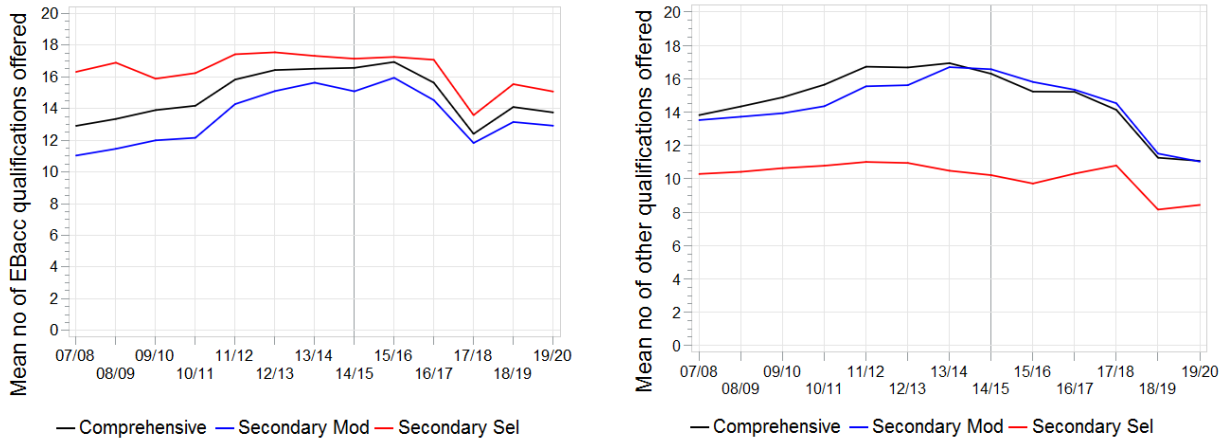 Mean no of EBacc qualifications offered
20
18
16
14
12
10
8
6
4
2
0
07/08 09/10 11/12 13/14 15/16 17/18 19/20
08/09 10/11 12/13 14/15 16/17 18/19
Comprehensive Secondary Mod Secondary Sel
Mean no of other qualifications offered
20
18
16
14
12
10
8
6
4
2
0
07/08 09/10 11/12 13/14 15/16 17/18 19/20
08/09 10/11 12/13 14/15 16/17 18/19
Comprehensive Secondary Mod Secondary Sel